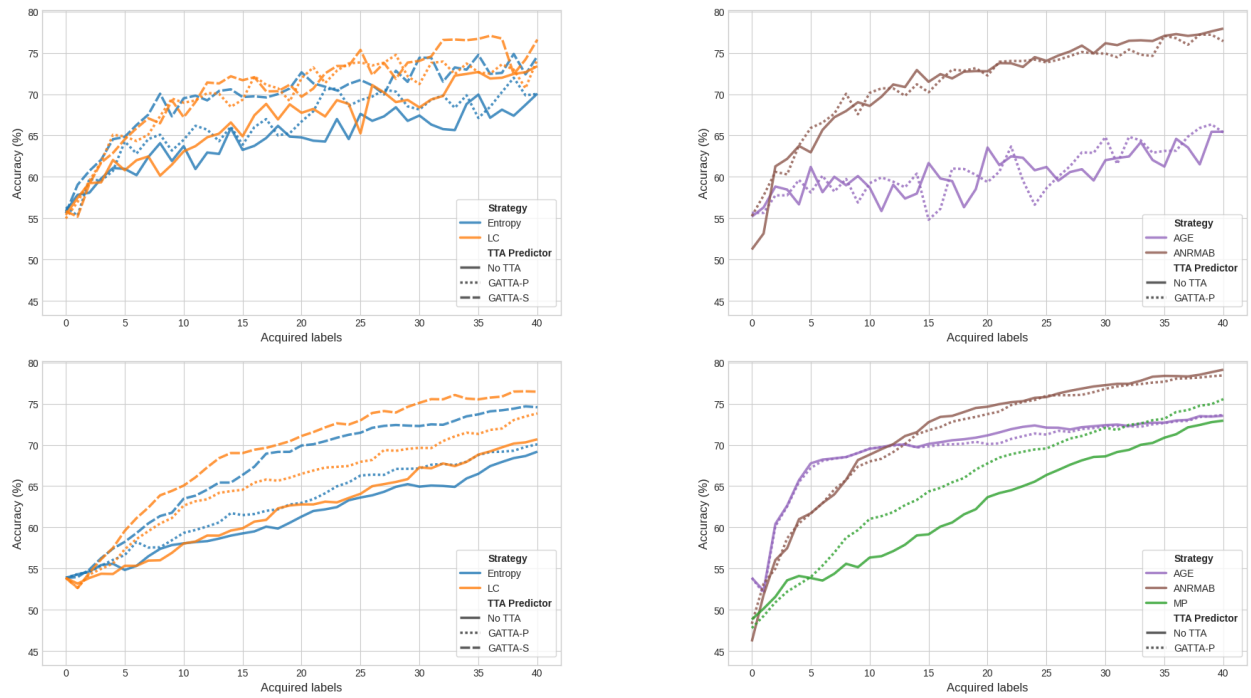 80
75
70
65
60
55
50
45
Accuracy (%)
0 5 10 15 20 25 30 35 40
Acquired labels
Strategy
Entropy
LC
TTA Predictor
No TTA
GATTA-P
GATTA-S
80
75
70
65
60
55
50
45
Accuracy (%)
0 5 10 15 20 25 30 35 40
Acquired labels
Strategy
AGE
ANRMAB
TTA Predictor
No TTA
GATTA-P
80
75
70
65
60
55
50
45
Accuracy (%)
0 5 10 15 20 25 30 35 40
Acquired labels
Strategy
Entropy
LC
TTA Predictor
No TTA
GATTA-P
GATTA-S
80
75
70
65
60
55
50
45
Accuracy (%)
0 5 10 15 20 25 30 35 40
Acquired labels
Strategy
AGE
ANRMAB
MP
TTA Predictor
No TTA
GATTA-P